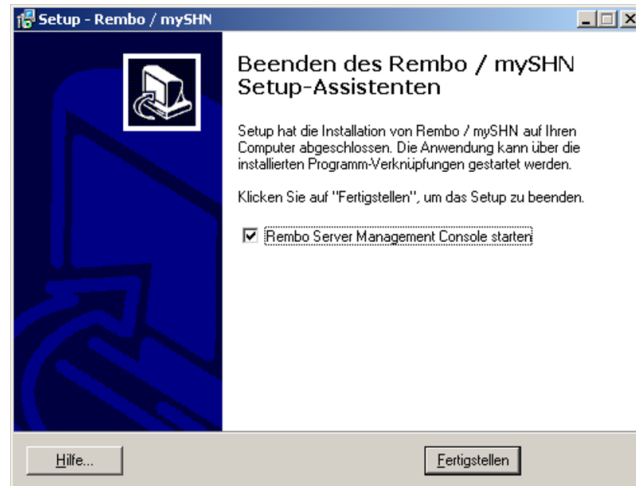 Setup - Rembo / mySHN
Beenden des Rembo / mySHN
Setup-Assistenten
Setup hat die Installation von Rembo / mySHN auf Ihren
Computer abgeschlossen. Die Anwendung kann über die
installierten Programm-Verknüpfungen gestartet werden.
Klicken Sie auf "Fertigstellen", um das Setup zu beenden.
Rembo Server Management Console starten
Hilfe...
Fertigstellen